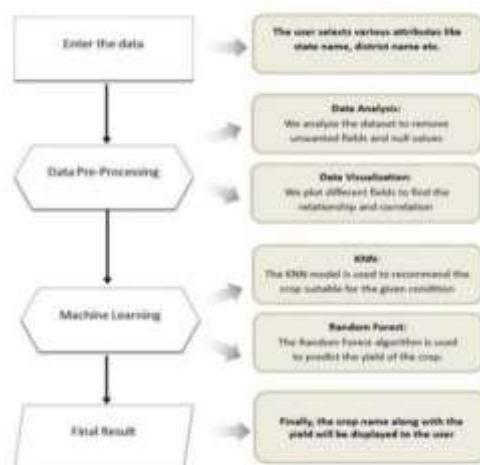 Enter the data
The user selects various attributes like
state name, district name etc.
Data Pre-Processing
Data Analysis:
We analyze the dataset to remove
unwanted fields and null values
Data Visualization:
We plot different fields to find the
relationship and correlation
Machine Learning
KNN:
The KNN model is used to recommend the
crop suitable for the given condition
Random Forest:
The Random Forest algorithm is used
to predict the yield of the crop.
Final Result
Finally, the crop name along with the
yield will be displayed to the user